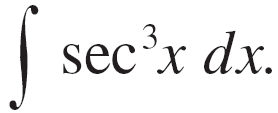 ∫ sec³x dx.